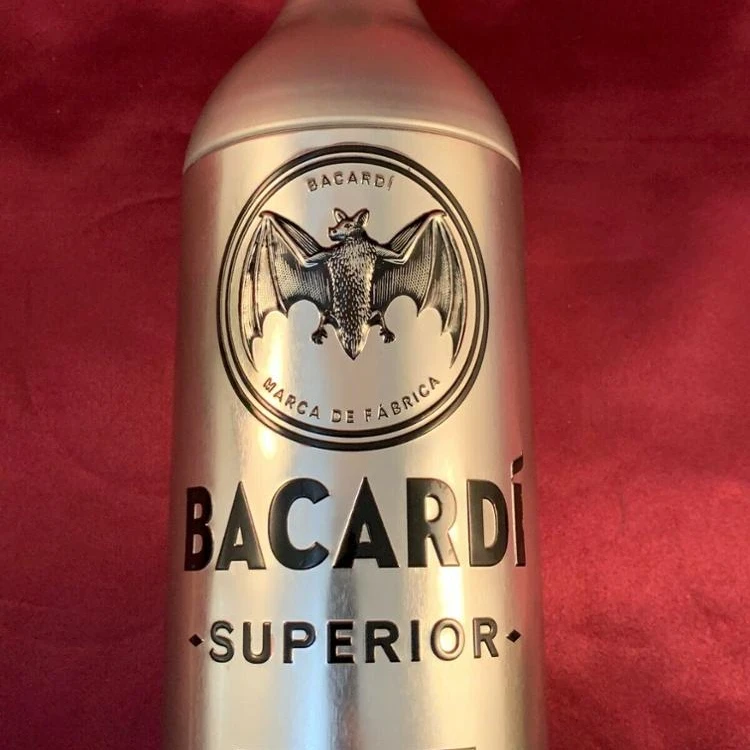 BACARDÍ
MARCA DE FÁBRICA
BACARDÍ
·SUPERIOR·